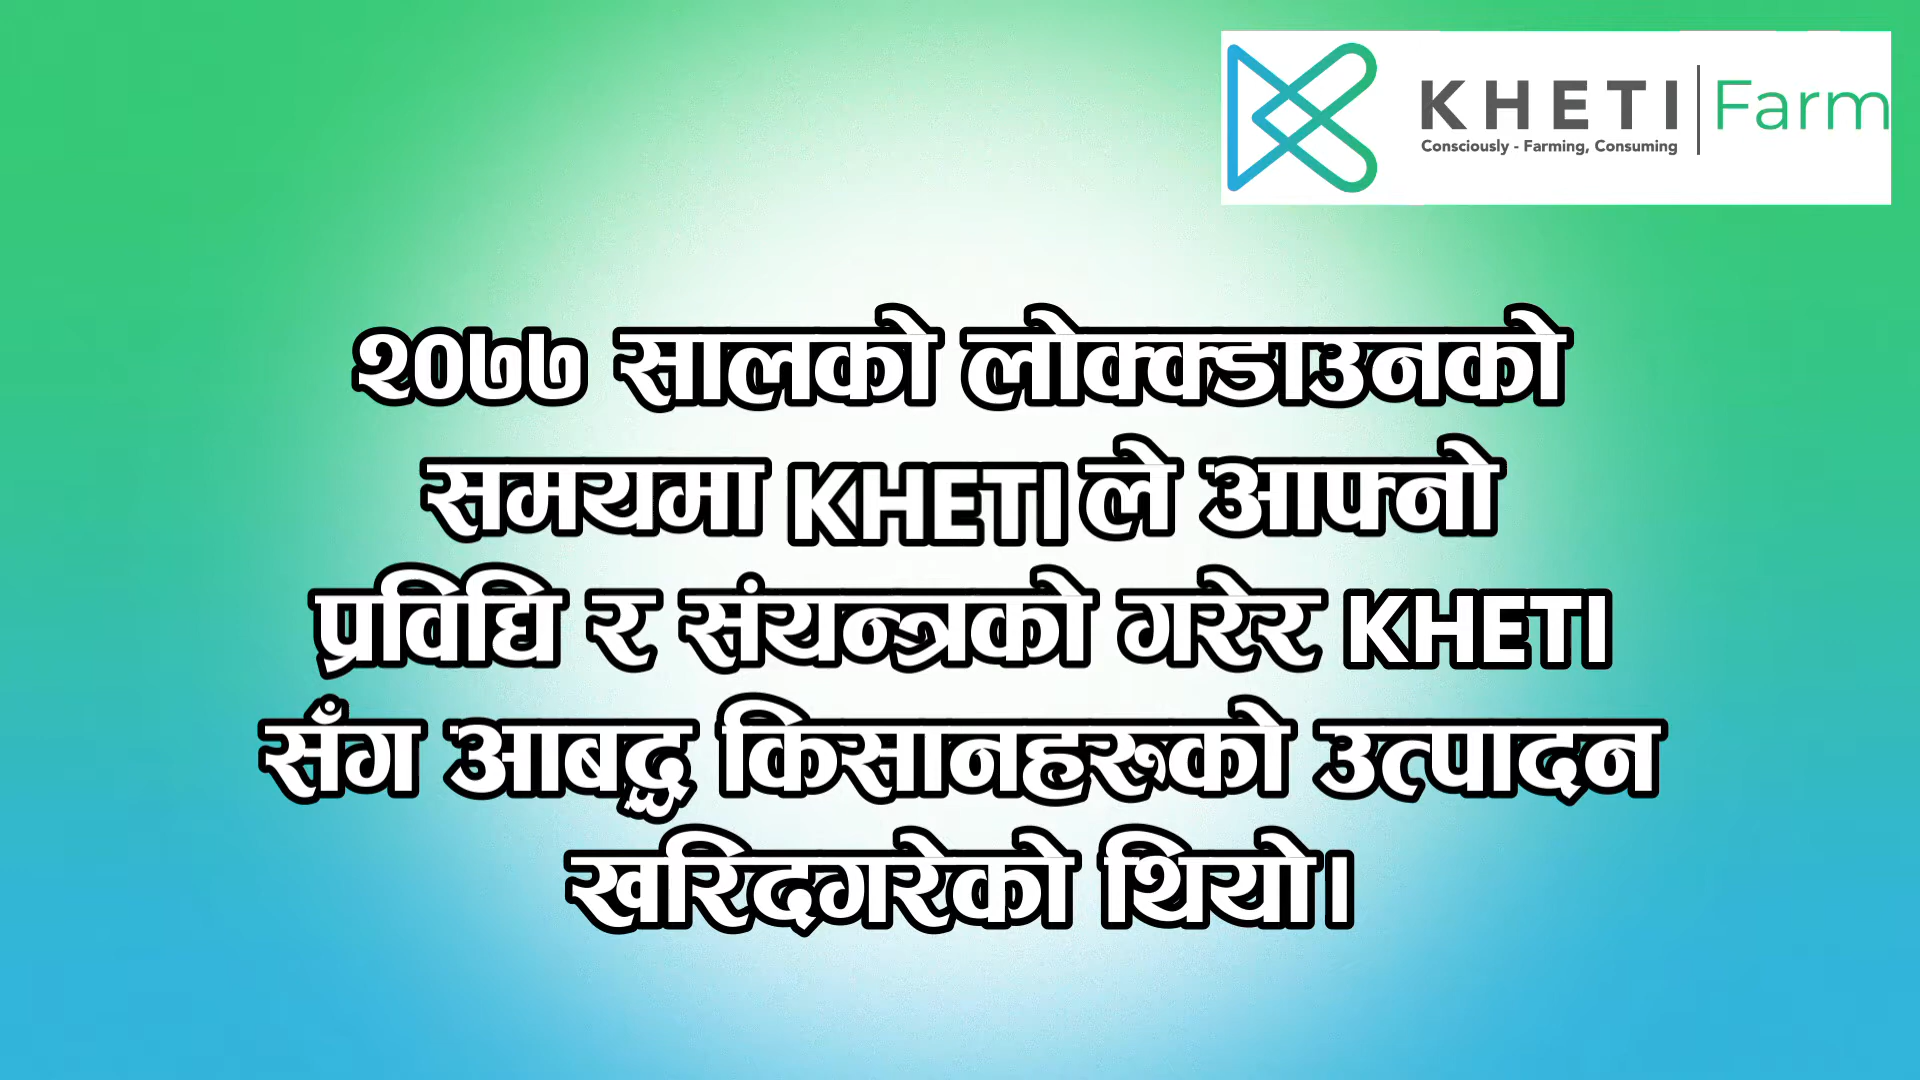 KHETI Farm
Consciously - Farming, Consuming
२०७७ सालको लोक्क्डाउनको
समयमा KHETI ले आफ्नो
प्रविधि र संयन्त्रको गरेर KHETI
सँग आबद्ध किसानहरुको उत्पादन
खरिदगरेको थियो।